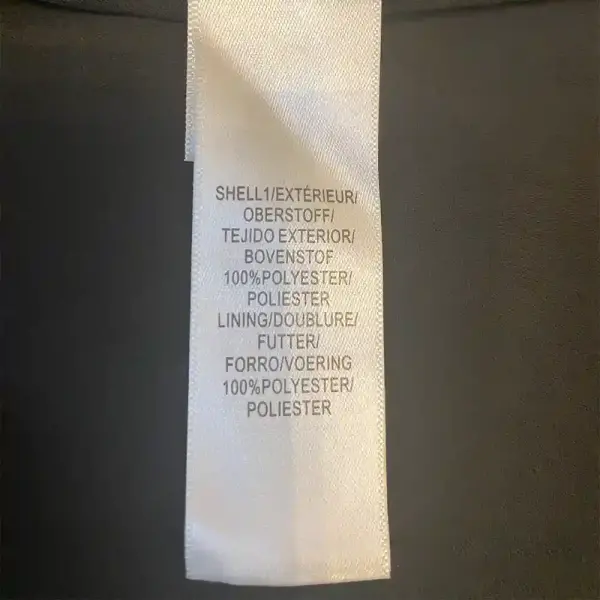 SHELL1/EXTÉRIEUR/
OBERSTOFF/
TEJIDO EXTERIOR/
BOVENSTOF
100%POLYESTER/
POLIESTER
LINING/DOUBLURE/
FUTTER/
FORRO/VOERING
100%POLYESTER/
POLIESTER